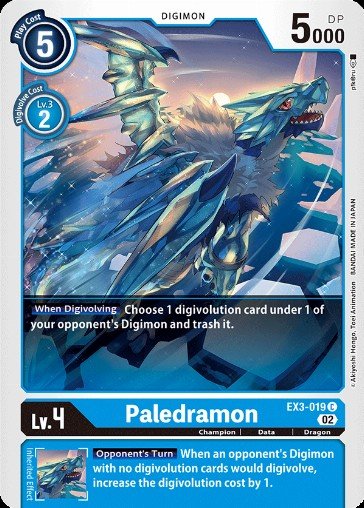 DIGIMON
Play Cost
5
DP
5000
Digivolve Cost
Lv.3
2
When Digivolving Choose 1 digivolution card under 1 of
your opponent's Digimon and trash it.
© Akiyoshi Hongo, Toei Animation BANDAI MADE IN JAPAN
Lv.4
Paledramon
EX3-019 C
02
Champion | Data | Dragon
Inherited Effect
Opponent's Turn When an opponent's Digimon
with no digivolution cards would digivolve,
increase the digivolution cost by 1.